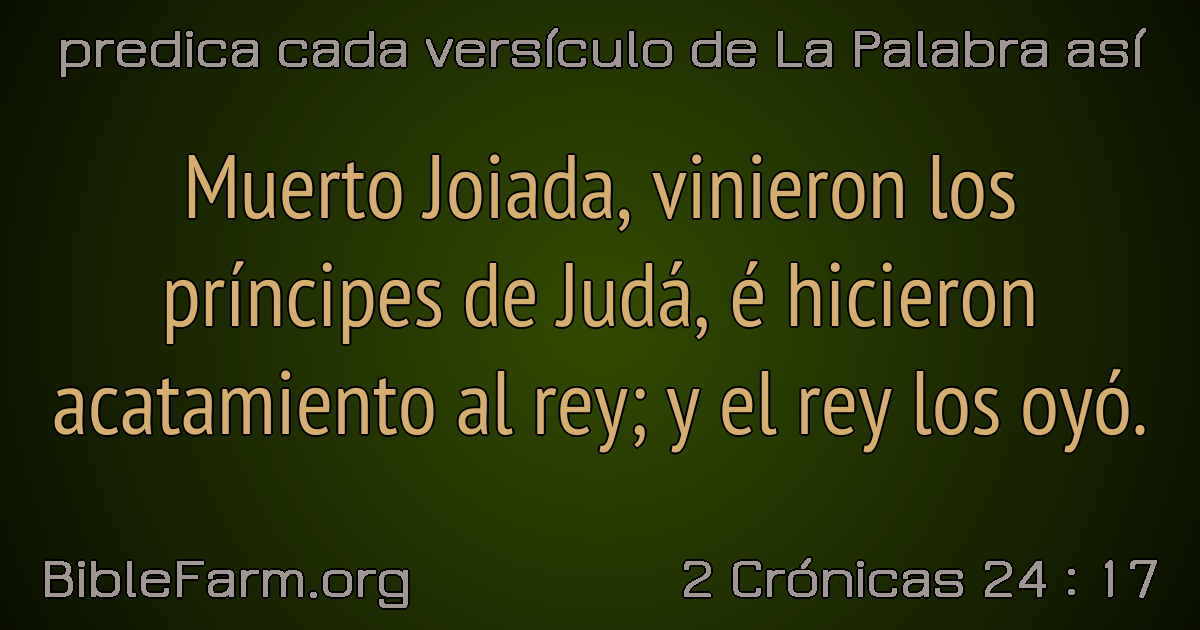 predica cada versículo de La Palabra así
Muerto Joiada, vinieron los
príncipes de Judá, é hicieron
acatamiento al rey; y el rey los oyó.
BibleFarm.org
2 Crónicas 24 : 17